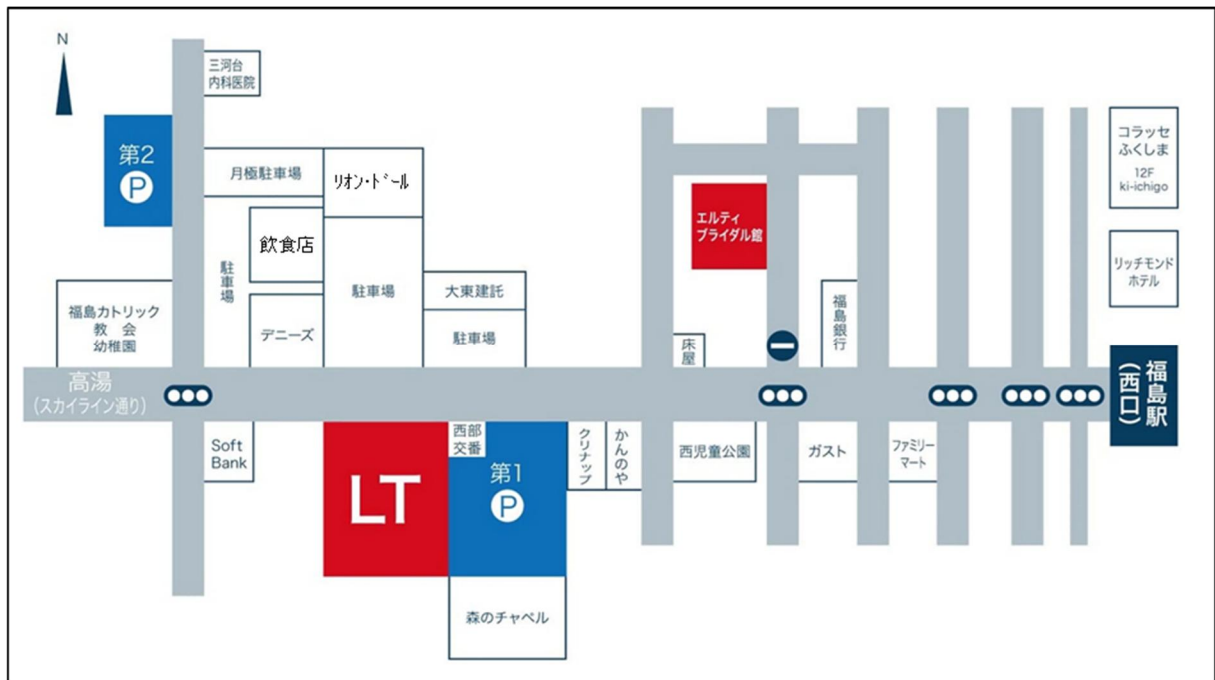 N
三河台
内科医院
第2
P
月極駐車場
リオン・ドール
飲食店
駐車場
デニーズ
駐車場
大東建託
駐車場
福島カトリック
教 会
幼稚園
エルティ
ブライダル館
床屋
福島銀行
コラッセ
ふくしま
12F
ki-ichigo
リッチモンド
ホテル
高湯
(スカイライン通り)
福島駅
(西口)
Soft
Bank
LT
西部
交番
第1
P
クリナップ
かんのや
西児童公園
ガスト
ファミリー
マート
森のチャペル